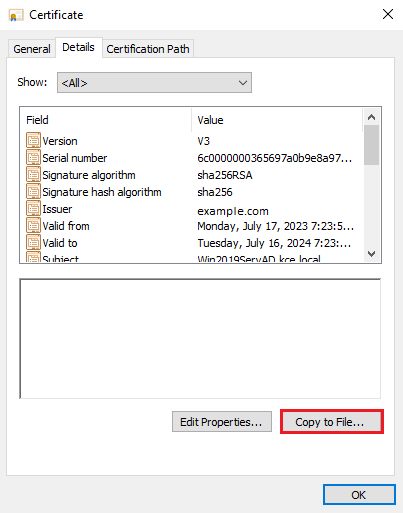 Certificate
General Details Certification Path
Show: <All>
Field Value
Version V3
Serial number 6c0000000365697a0b9e8a97...
Signature algorithm sha256RSA
Signature hash algorithm sha256
Issuer example.com
Valid from Monday, July 17, 2023 7:23:5...
Valid to Tuesday, July 16, 2024 7:23:...
Subject Win2019ServAD.kce.local
Edit Properties... Copy to File...
OK